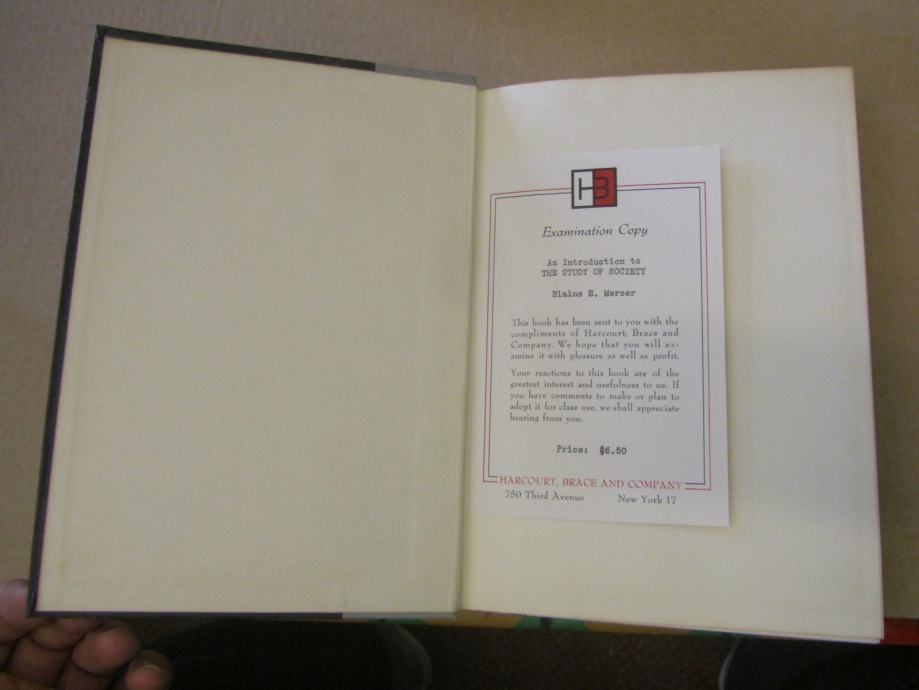 HB
Examination Copy
An Introduction to
THE STUDY OF SOCIETY
Blaine E. Mercer
This book has been sent to you with the
compliments of Harcourt, Brace and
Company. We hope that you will ex-
amine it with pleasure as well as profit.
Your reactions to this book are of the
greatest interest and usefulness to us. If
you have comments to make or plan to
adopt it for class use, we shall appreciate
hearing from you.
Price: $6.50
HARCOURT, BRACE AND COMPANY
750 Third Avenue New York 17